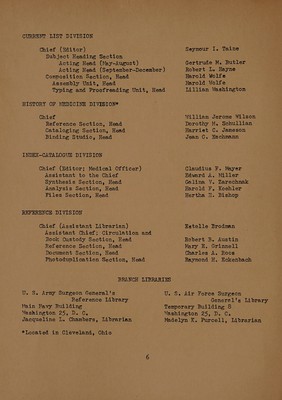 CURRENT LIST DIVISION
Chief (Editor) Seymour I. Taine
Subject Heading Section
Acting Head (May-August) Gertrude M. Butler
Acting Head (September-December) Robert L. Hayne
Composition Section, Head Harold Wolfe
Assembly Unit, Head Harold Wolfe
Typing and Proofreading Unit, Head Lillian Washington
HISTORY OF MEDICINE DIVISION*
Chief William Jerome Wilson
Reference Section, Head Dorothy M. Schullian
Cataloging Section, Head Harriet C. Jameson
Binding Studio, Head Jean C. Eschmann
INDEX-CATALOGUE DIVISION
Chief (Editor; Medical Officer) Claudius F. Mayer
Assistant to the Chief Edward A. Miller
Synthesis Section, Head Galina V. Zarechnak
Analysis Section, Head Harold F. Koehler
Files Section, Head Bertha E. Bishop
REFERENCE DIVISION
Chief (Assistant Librarian) Estelle Brodman
Assistant Chief; Circulation and
Book Custody Section, Head Robert B. Austin
Reference Section, Head Mary E. Grinnell
Document Section, Head Charles A. Roos
Photoduplication Section, Head Raymond H.
BRANCH LIBRARIES
U. S. Army Surgeon General's U. S. Air Force Surgeon
Reference Library General's Library
Main Navy Building Temporary Building 8
Washington 25, D. C. Washington 25, D. C.
Jacqueline L. Chambers, Librarian Madelyn K. Purcell, Librarian
*Located in Cleveland, Ohio
6